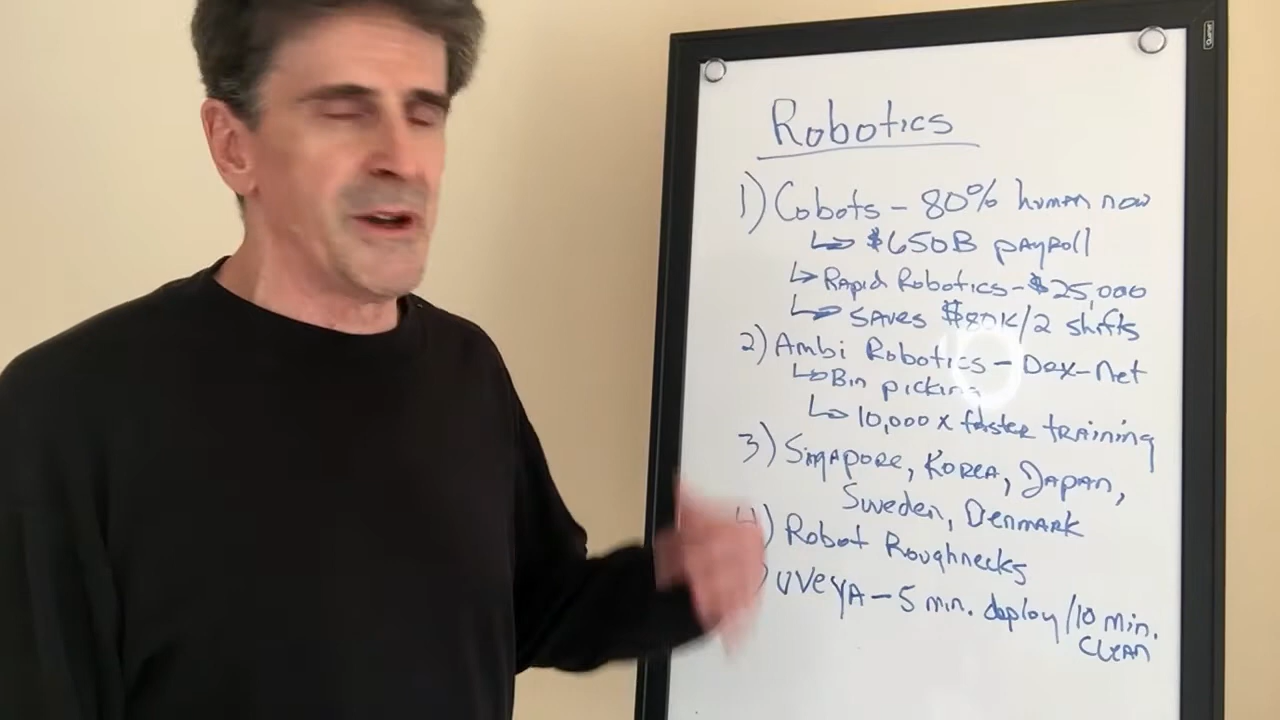 Quartet
Robotics
1) Cobots – 80% human now
↳ $650B payroll
↳ Rapid Robotics – $25,000
↳ saves $80K/2 shifts
2) Ambi Robotics – Dex-Net
↳ Bin picking
↳ 10,000x faster training
3) Singapore, Korea, Japan,
Sweden, Denmark
4) Robot Roughnecks
) UVeya – 5 min. deploy/10 min.
clean